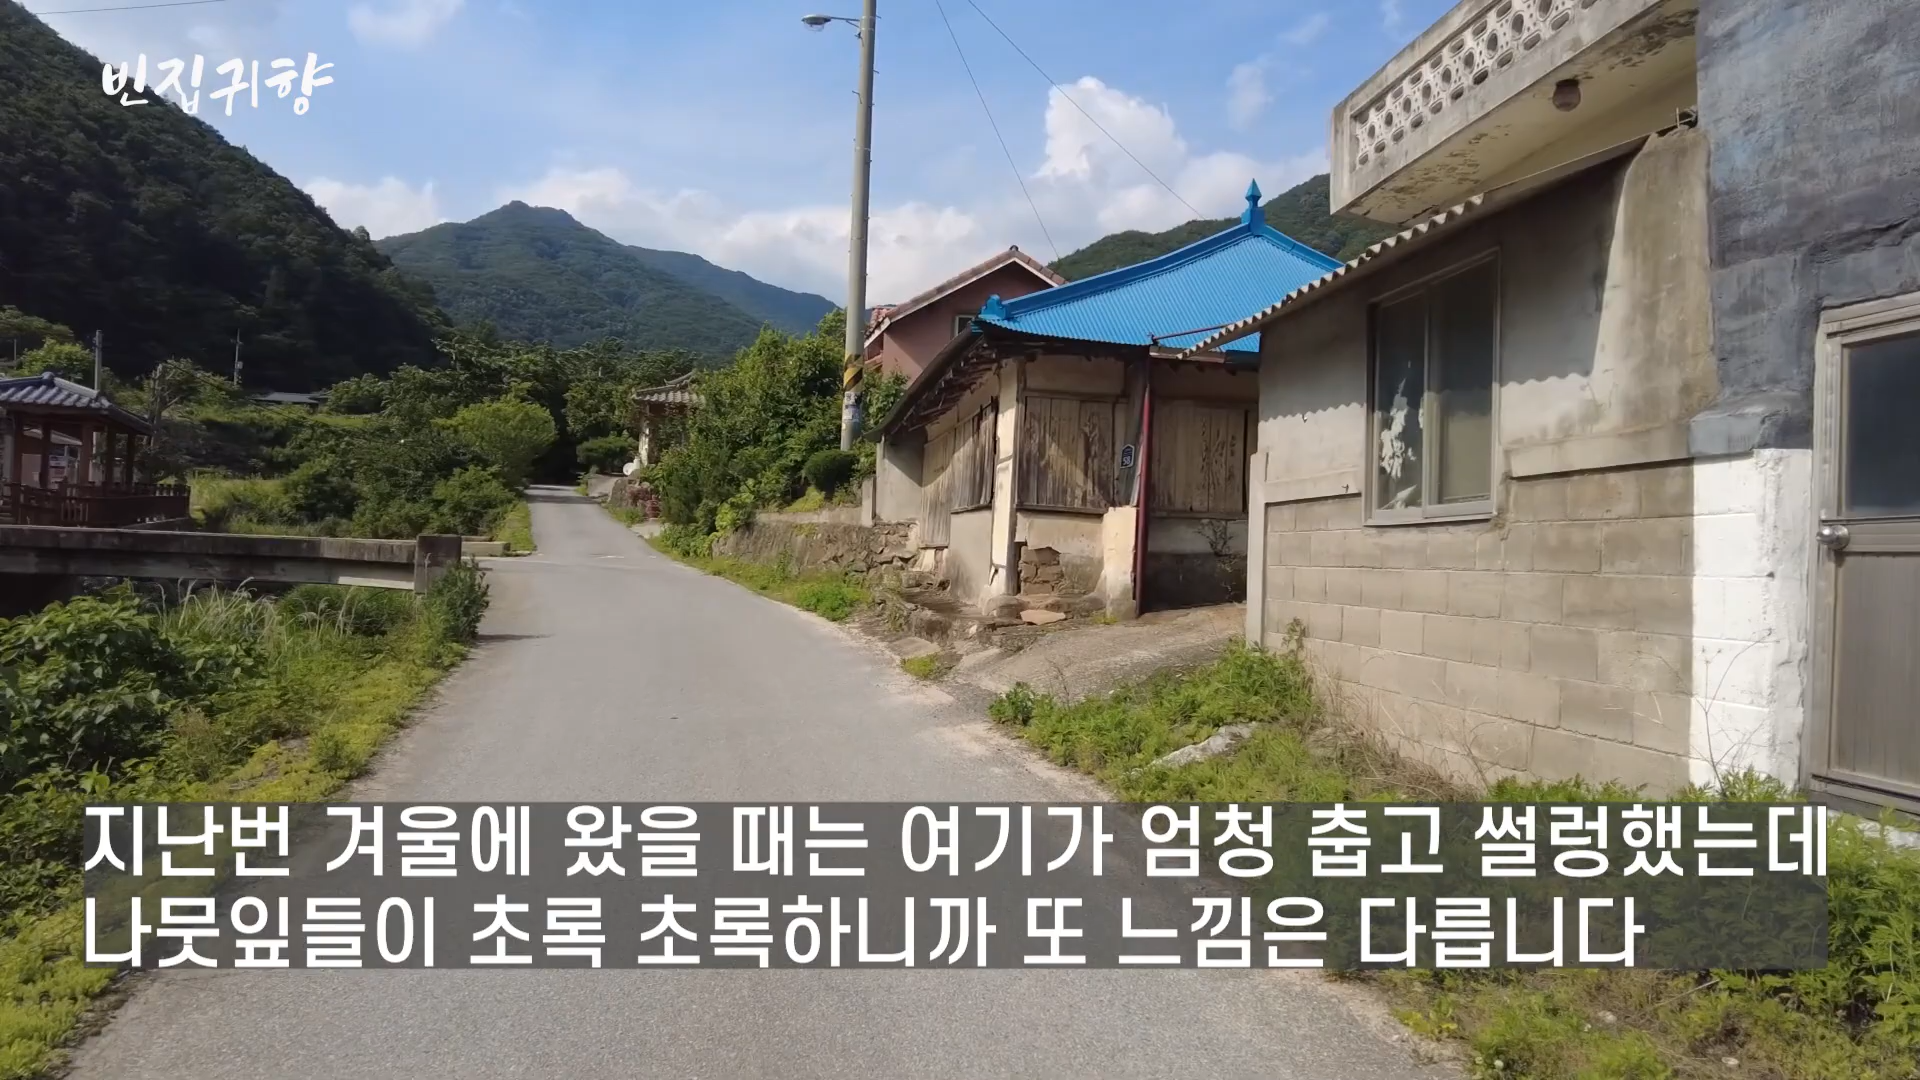 빈집귀향
58
지난번 겨울에 왔을 때는 여기가 엄청 춥고 썰렁했는데
나뭇잎들이 초록 초록하니까 또 느낌은 다릅니다